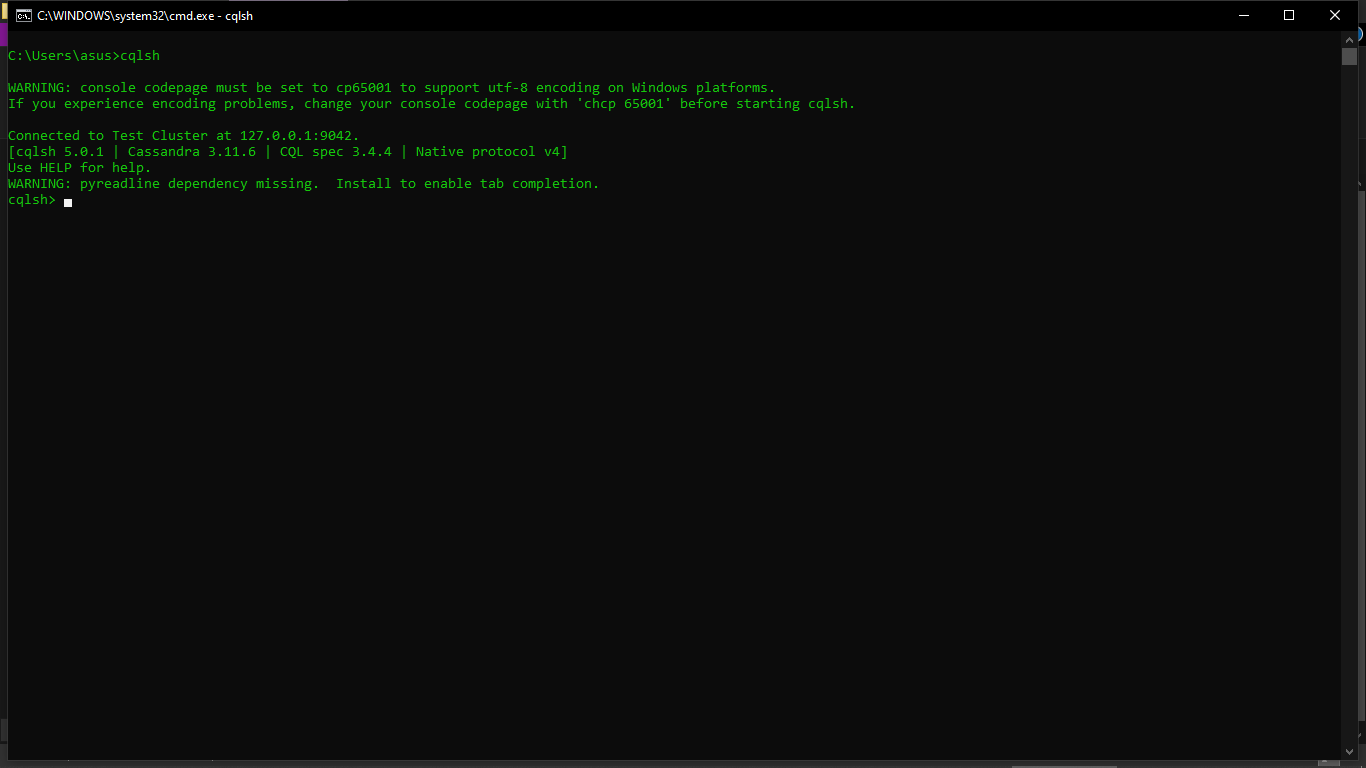 C:\WINDOWS\system32\cmd.exe - cqlsh
C:\Users\asus>cqlsh
WARNING: console codepage must be set to cp65001 to support utf-8 encoding on Windows platforms.
If you experience encoding problems, change your console codepage with 'chcp 65001' before starting cqlsh.
Connected to Test Cluster at 127.0.0.1:9042.
[cqlsh 5.0.1 | Cassandra 3.11.6 | CQL spec 3.4.4 | Native protocol v4]
Use HELP for help.
WARNING: pyreadline dependency missing.  Install to enable tab completion.
cqlsh>